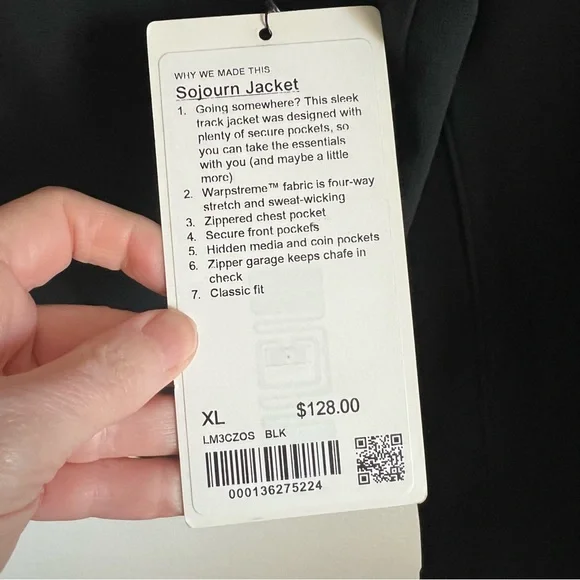 WHY WE MADE THIS
Sojourn Jacket
1. Going somewhere? This sleek
track jacket was designed with
plenty of secure pockets, so
you can take the essentials
with you (and maybe a little
more)
2. Warpstreme™ fabric is four-way
stretch and sweat-wicking
3. Zippered chest pocket
4. Secure front pockets
5. Hidden media and coin pockets
6. Zipper garage keeps chafe in
check
7. Classic fit
XL $128.00
LM3CZOS BLK
000136275224